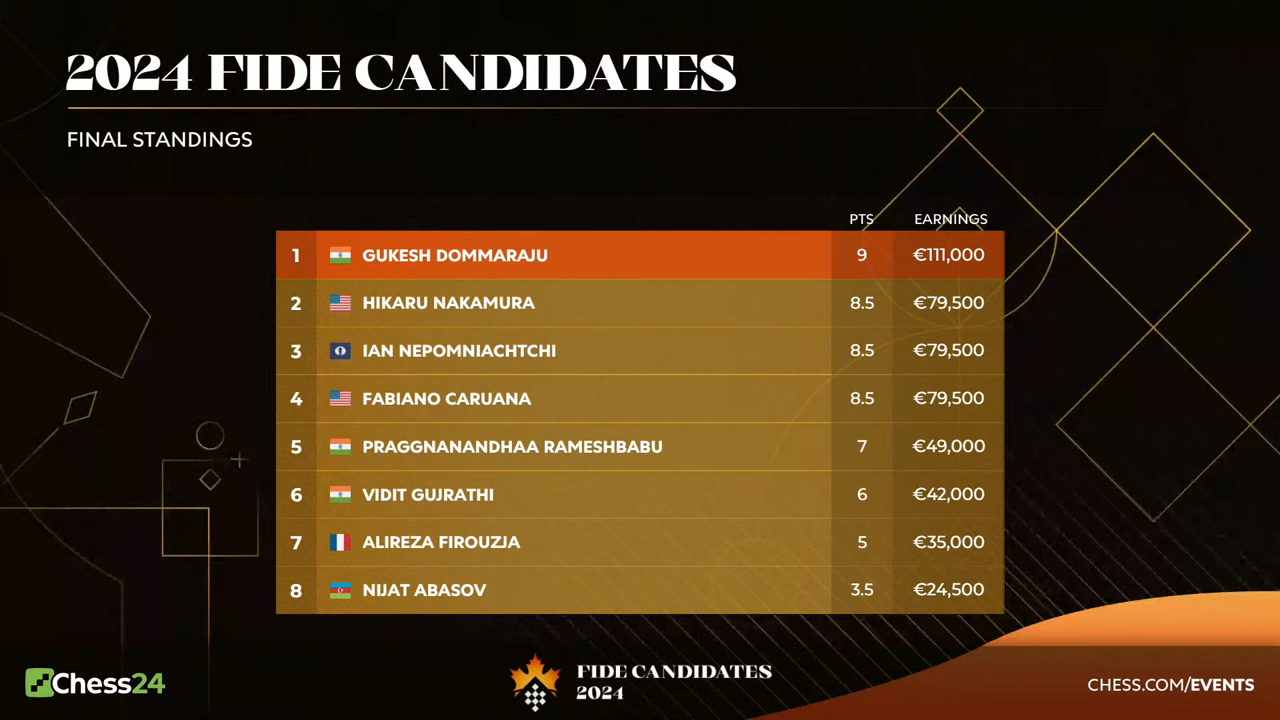 2024 FIDE CANDIDATES
FINAL STANDINGS
PTS EARNINGS
1 GUKESH DOMMARAJU 9 €111,000
2 HIKARU NAKAMURA 8.5 €79,500
3 IAN NEPOMNIACHTCHI 8.5 €79,500
4 FABIANO CARUANA 8.5 €79,500
5 PRAGGNANANDHAA RAMESHBABU 7 €49,000
6 VIDIT GUJRATHI 6 €42,000
7 ALIREZA FIROUZJA 5 €35,000
8 NIJAT ABASOV 3.5 €24,500
Chess24
FIDE CANDIDATES
2024
CHESS.COM/EVENTS